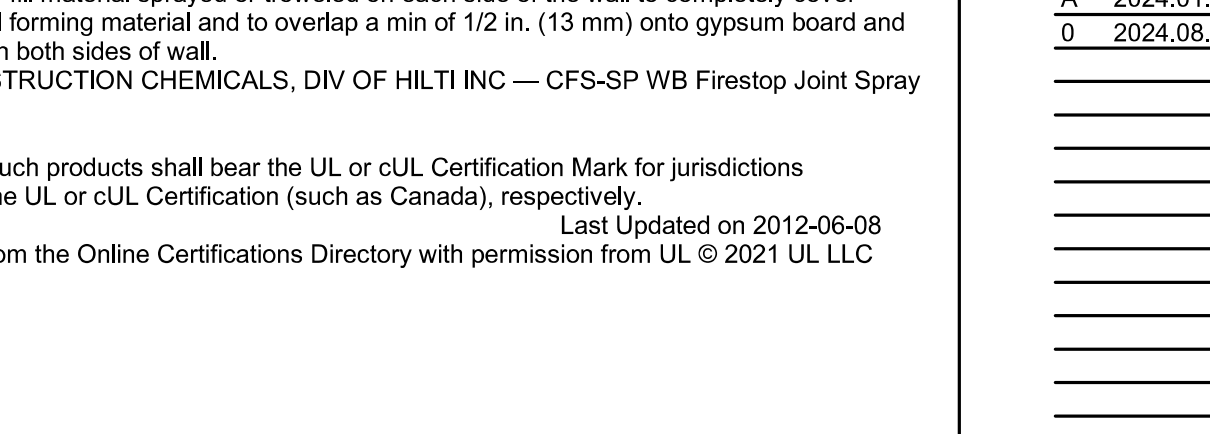 fill material sprayed or troweled on each side of the wall to completely cover
forming material and to overlap a min of 1/2 in. (13 mm) onto gypsum board and
both sides of wall.
STRUCTION CHEMICALS, DIV OF HILTI INC — CFS-SP WB Firestop Joint Spray
uch products shall bear the UL or cUL Certification Mark for jurisdictions
e UL or cUL Certification (such as Canada), respectively.
Last Updated on 2012-06-08
om the Online Certifications Directory with permission from UL © 2021 UL LLC
A 2024.01.
0 2024.08.